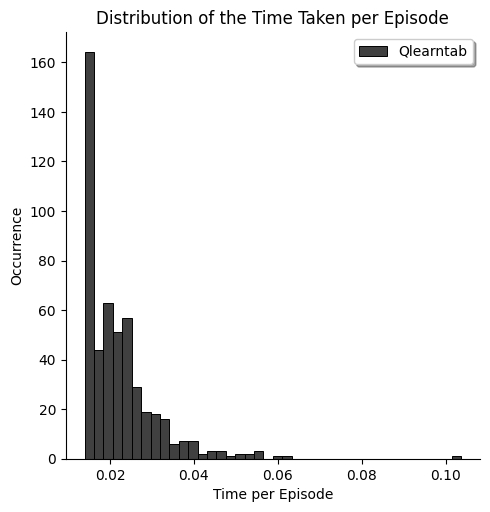 Distribution of the Time Taken per Episode
Qlearntab
160
140
120
100
80
60
40
20
0
Occurrence
0.02 0.04 0.06 0.08 0.10
Time per Episode